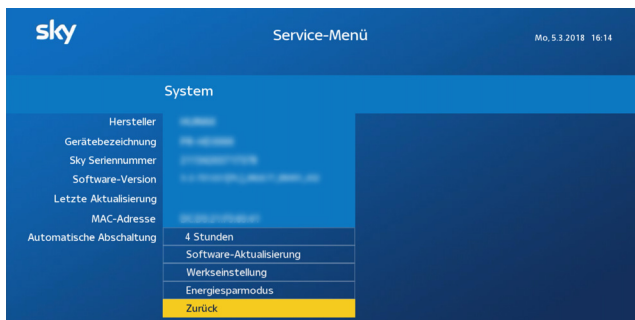 sky
Service-Menü
Mo, 5.3.2018 16:14
System
Hersteller
Gerätebezeichnung
Sky Seriennummer
Software-Version
Letzte Aktualisierung
MAC-Adresse
Automatische Abschaltung 4 Stunden
Software-Aktualisierung
Werkseinstellung
Energiesparmodus
Zurück